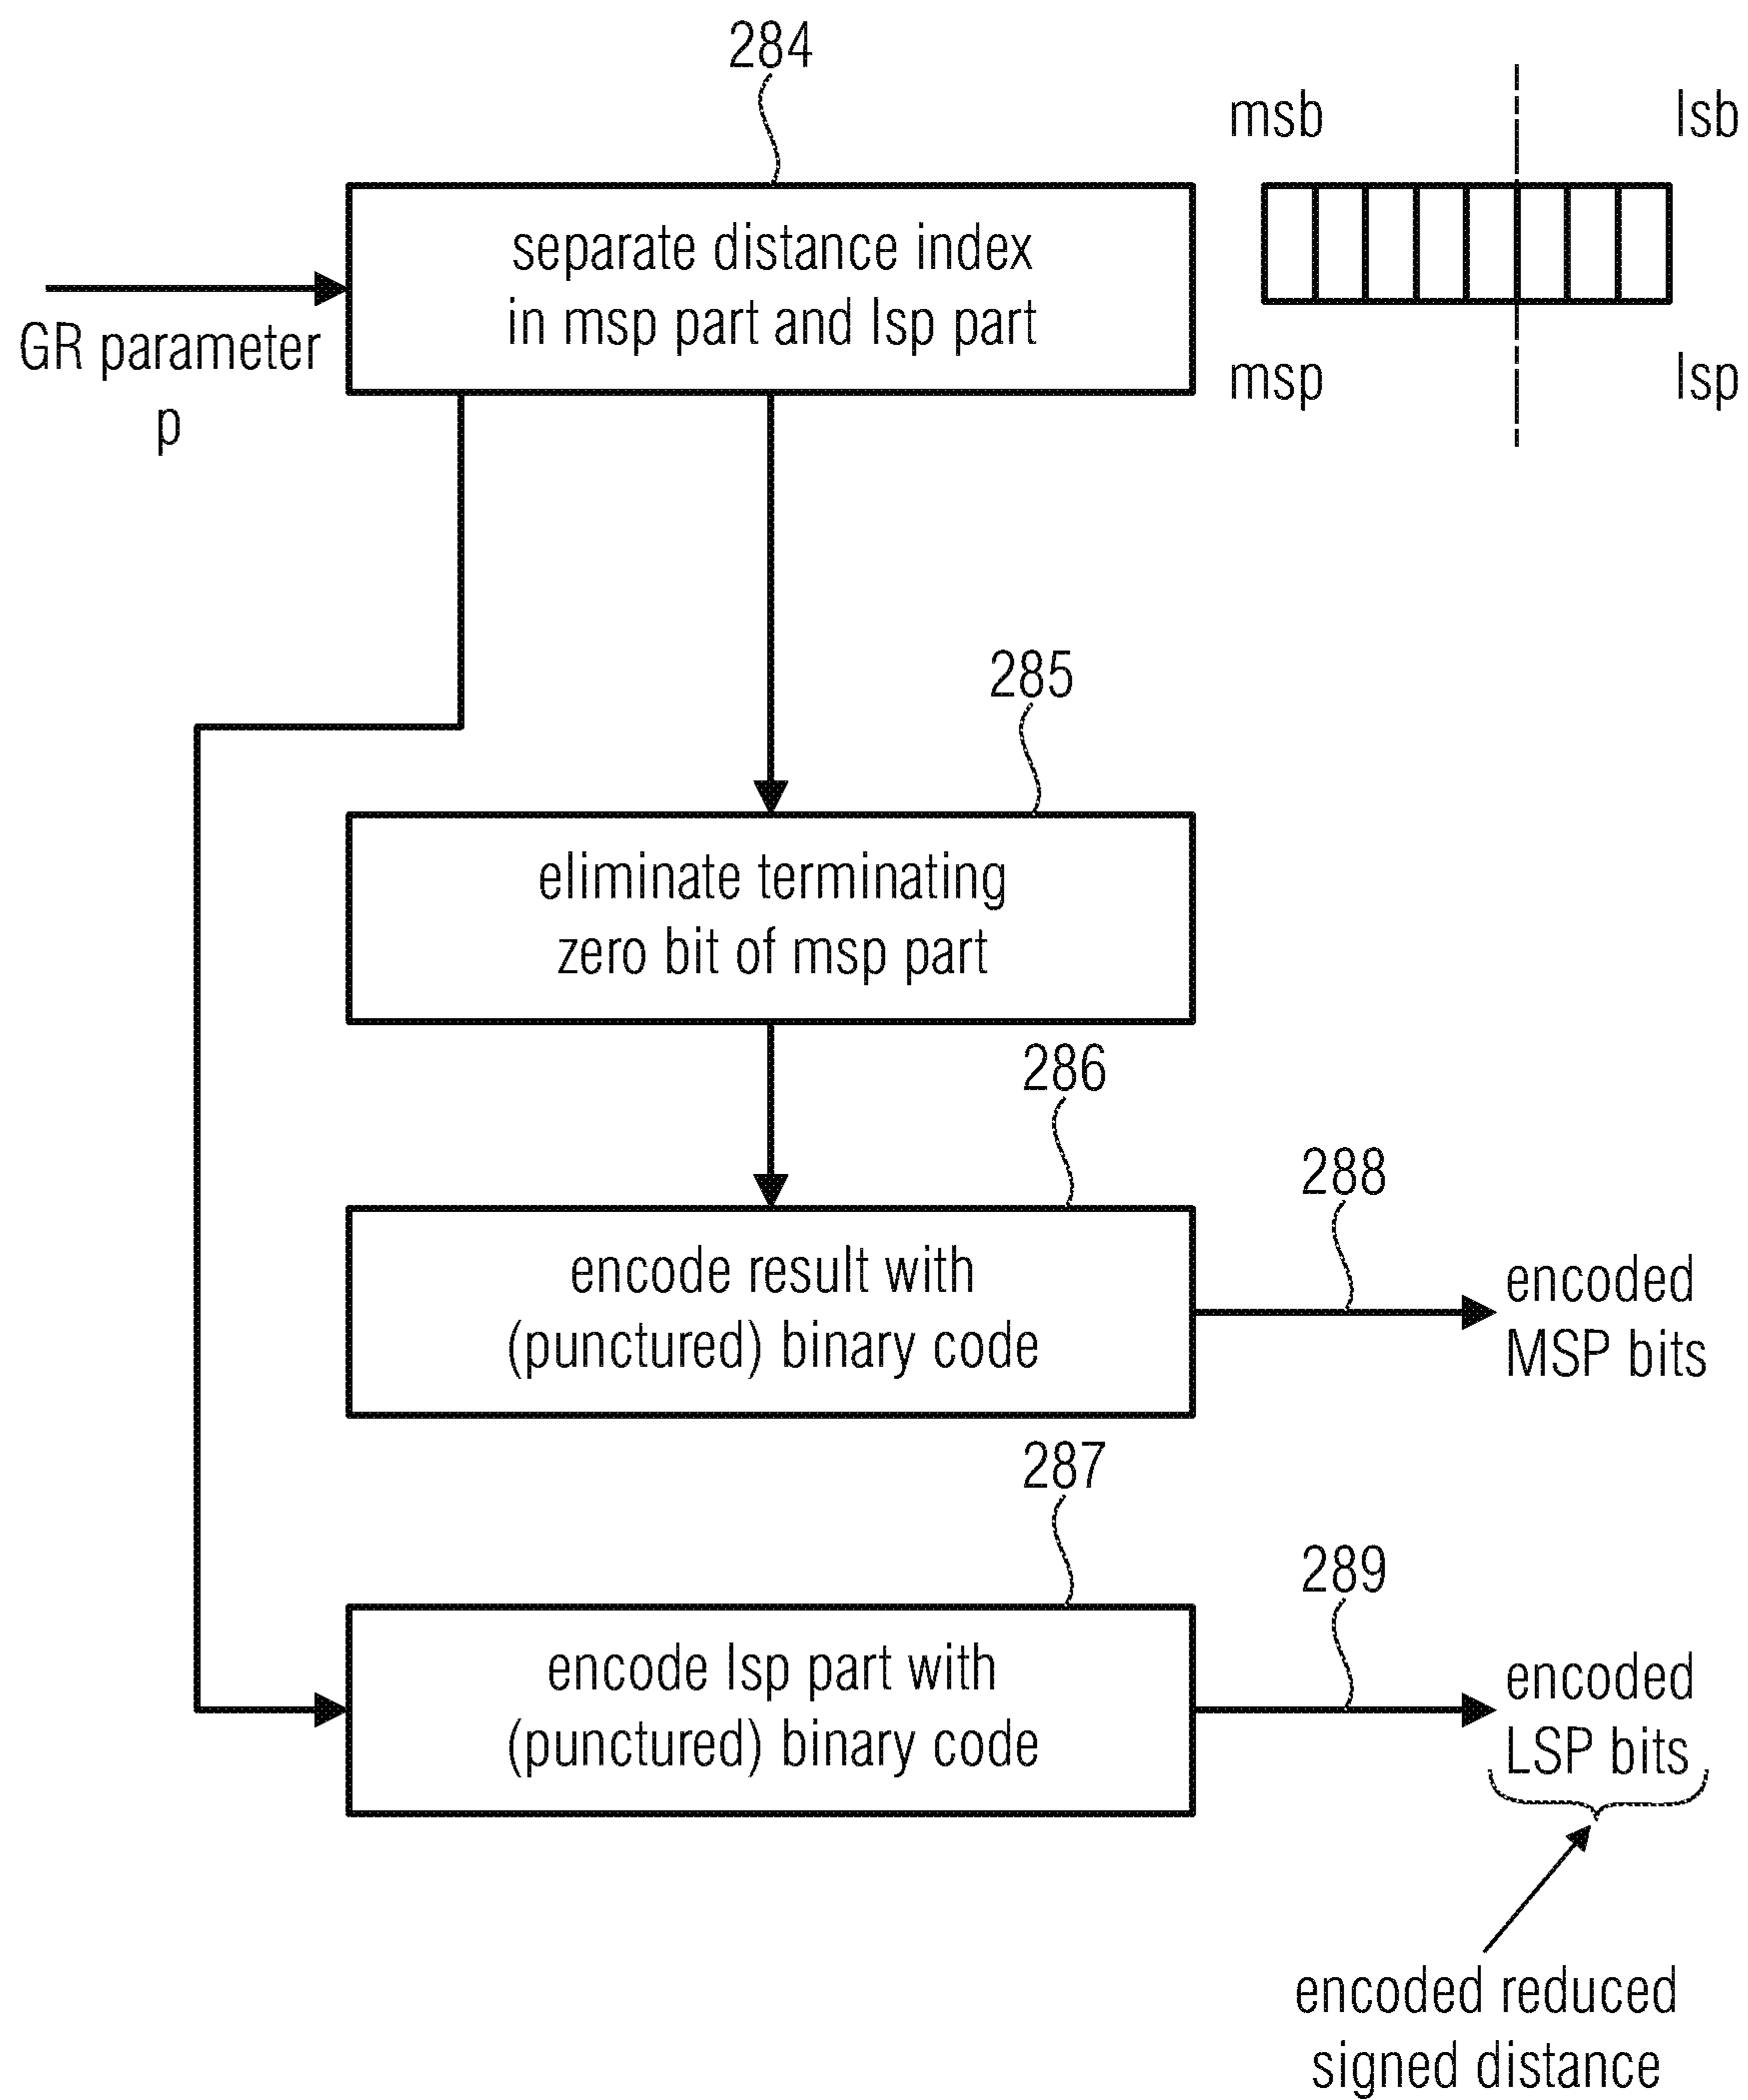 284
msb
lsb
separate distance index
in msp part and lsp part
GR parameter
p
msp
lsp
285
eliminate terminating
zero bit of msp part
286
288
encode result with
(punctured) binary code
encoded
MSP bits
287
289
encode lsp part with
(punctured) binary code
encoded
LSP bits
encoded reduced
signed distance